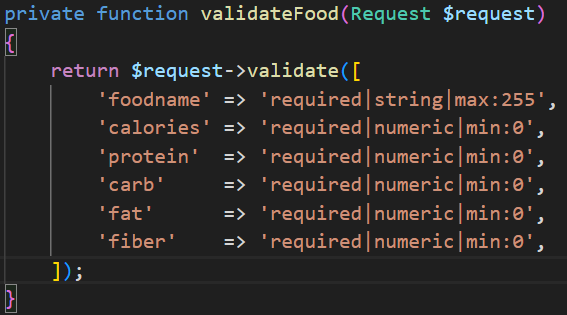 private function validateFood(Request $request)
{
    return $request->validate([
        'foodname' => 'required|string|max:255',
        'calories' => 'required|numeric|min:0',
        'protein'  => 'required|numeric|min:0',
        'carb'     => 'required|numeric|min:0',
        'fat'      => 'required|numeric|min:0',
        'fiber'    => 'required|numeric|min:0',
    ]);
}